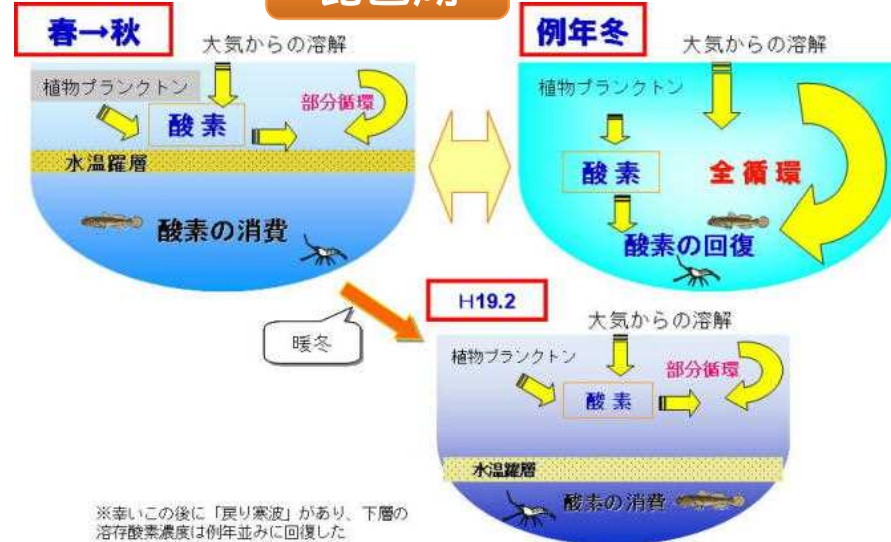 春→秋
大気からの溶解
植物プランクトン
部分循環
酸素
水温躍層
酸素の消費
例年冬
大気からの溶解
植物プランクトン
酸素
全循環
酸素の回復
暖冬
H19.2
大気からの溶解
植物プランクトン
部分循環
酸素
水温躍層
酸素の消費
※幸いこの後に「戻り寒波」があり、下層の
溶存酸素濃度は例年並みに回復した